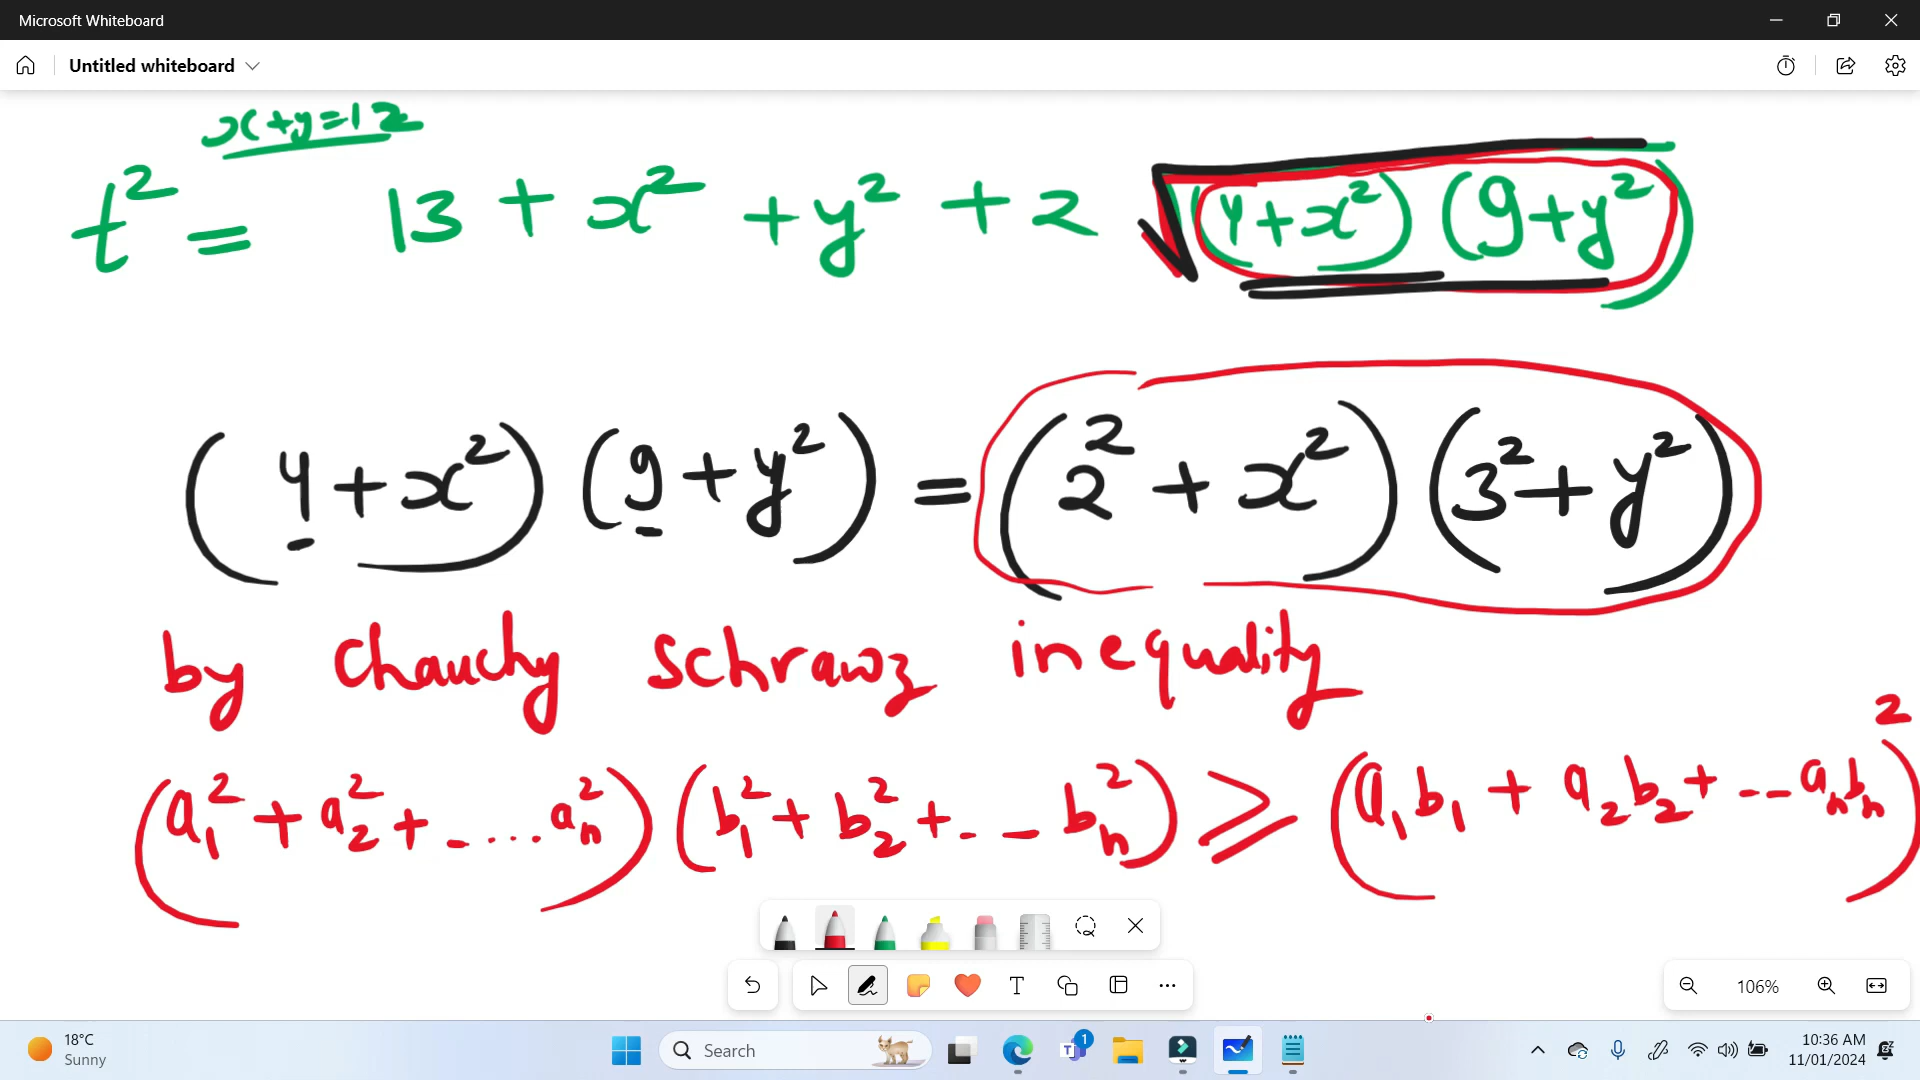 Microsoft Whiteboard
Untitled whiteboard
x+y=12
t² = 13 + x² + y² + 2 √(4+x²) (9+y²)
(4+x²) (9+y²) = (2² + x²) (3² + y²)
by Chauchy schrawz inequality
(a₁² + a₂² + - ... aₙ²) (b₁² + b₂² + - - bₙ²) ⩾ (a₁b₁ + a₂b₂ + -- aₙbₙ)²
106%
18°C
Sunny
Search
1
10:36 AM
11/01/2024